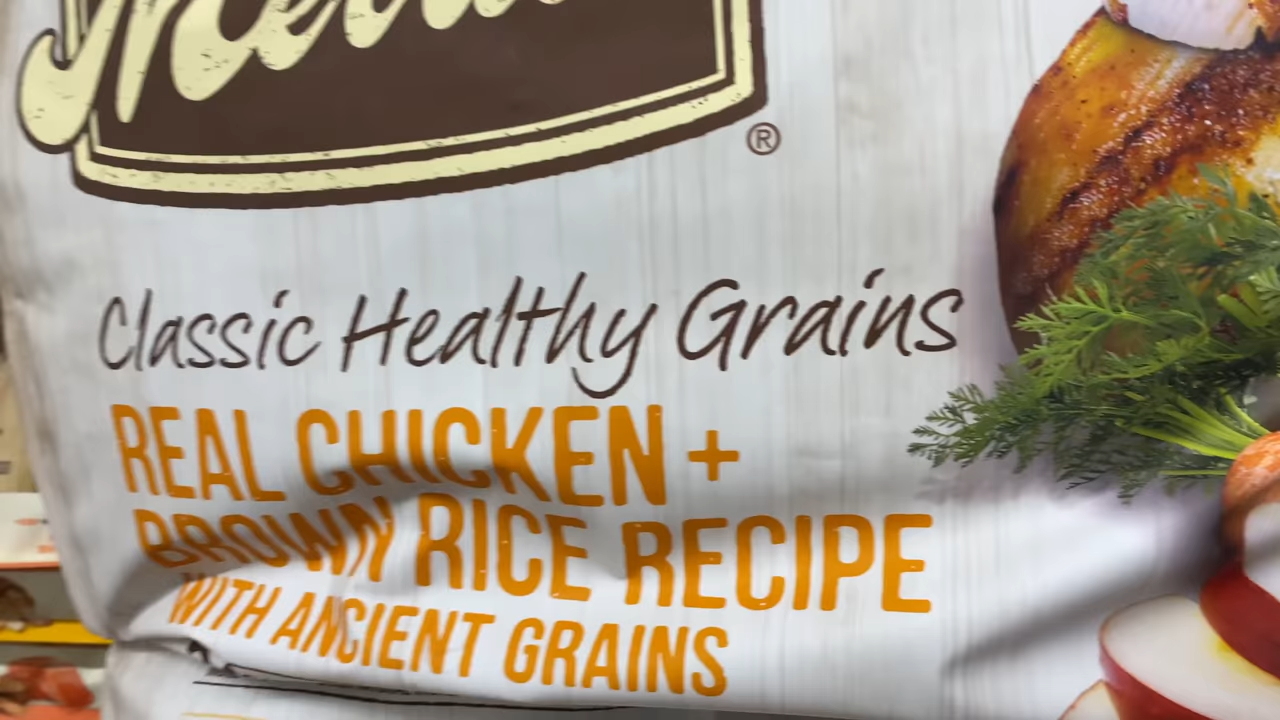 ®
Classic Healthy Grains
REAL CHICKEN +
BROWN RICE RECIPE
WITH ANCIENT GRAINS